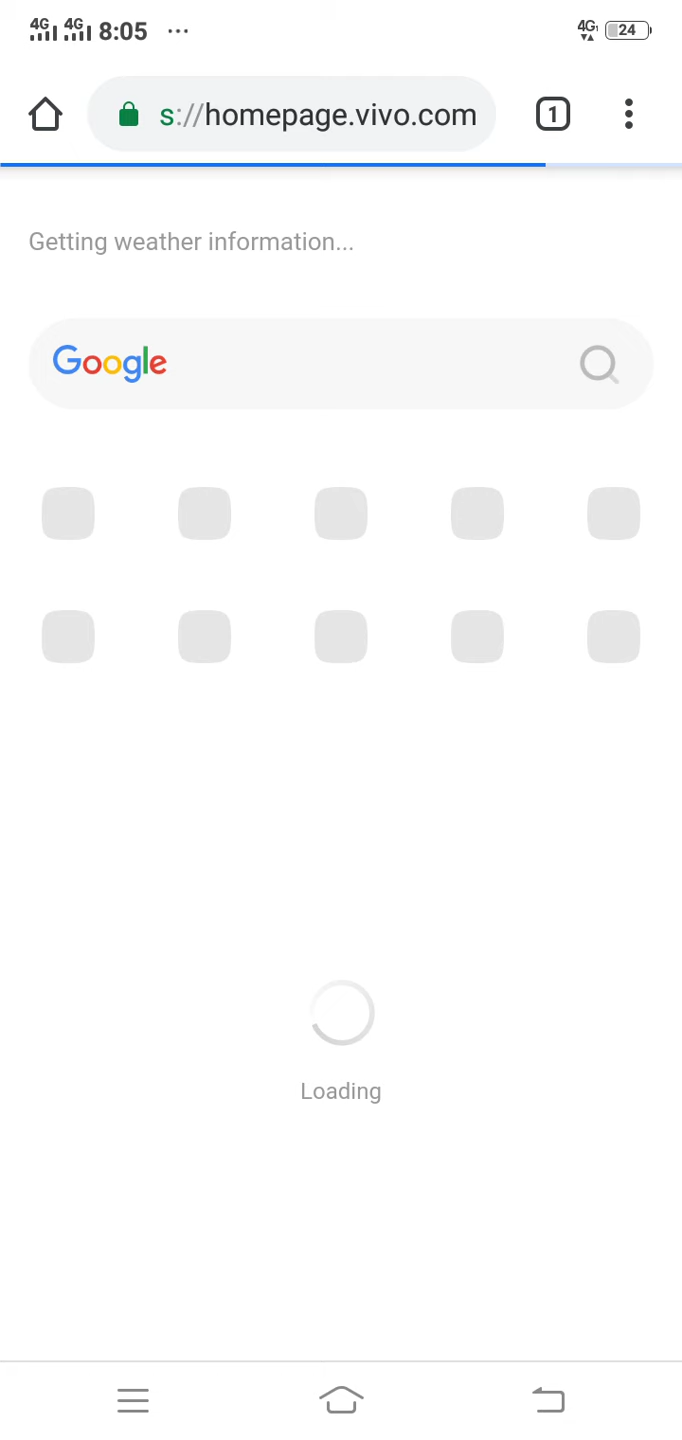 4G 4G 8:05 ... 4G 24
s://homepage.vivo.com 1
Getting weather information...
Google
Loading